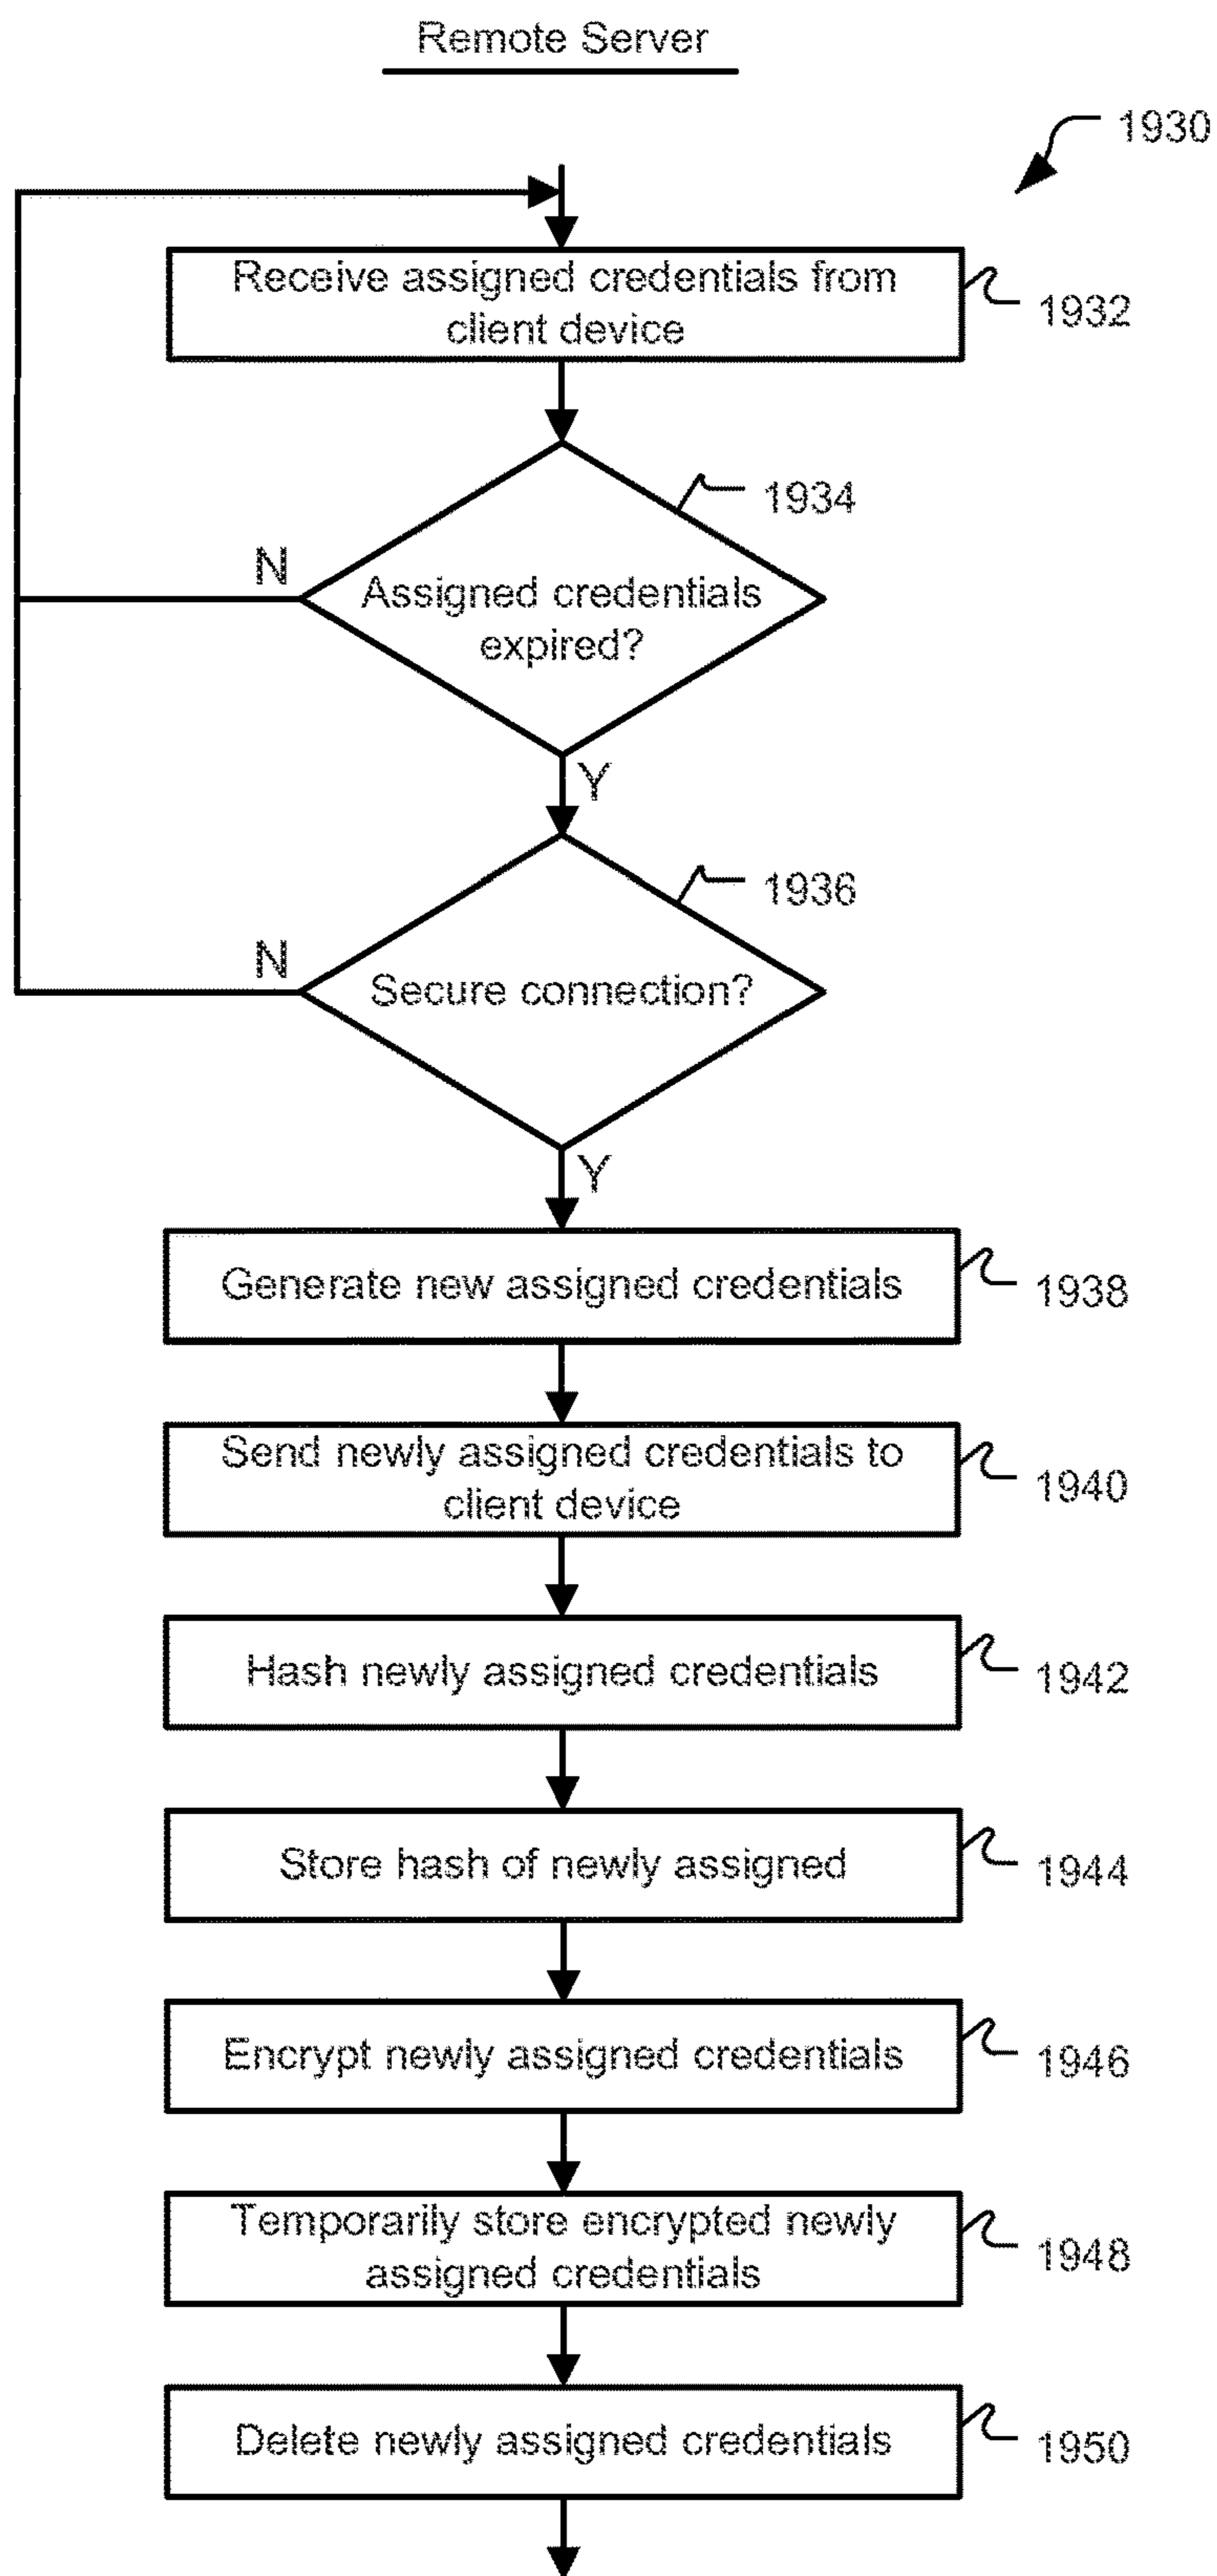 Remote Server
1930
Receive assigned credentials from
client device
1932
1934
N
Assigned credentials
expired?
Y
1936
N
Secure connection?
Y
Generate new assigned credentials
1938
Send newly assigned credentials to
client device
1940
Hash newly assigned credentials
1942
Store hash of newly assigned
1944
Encrypt newly assigned credentials
1946
Temporarily store encrypted newly
assigned credentials
1948
Delete newly assigned credentials
1950